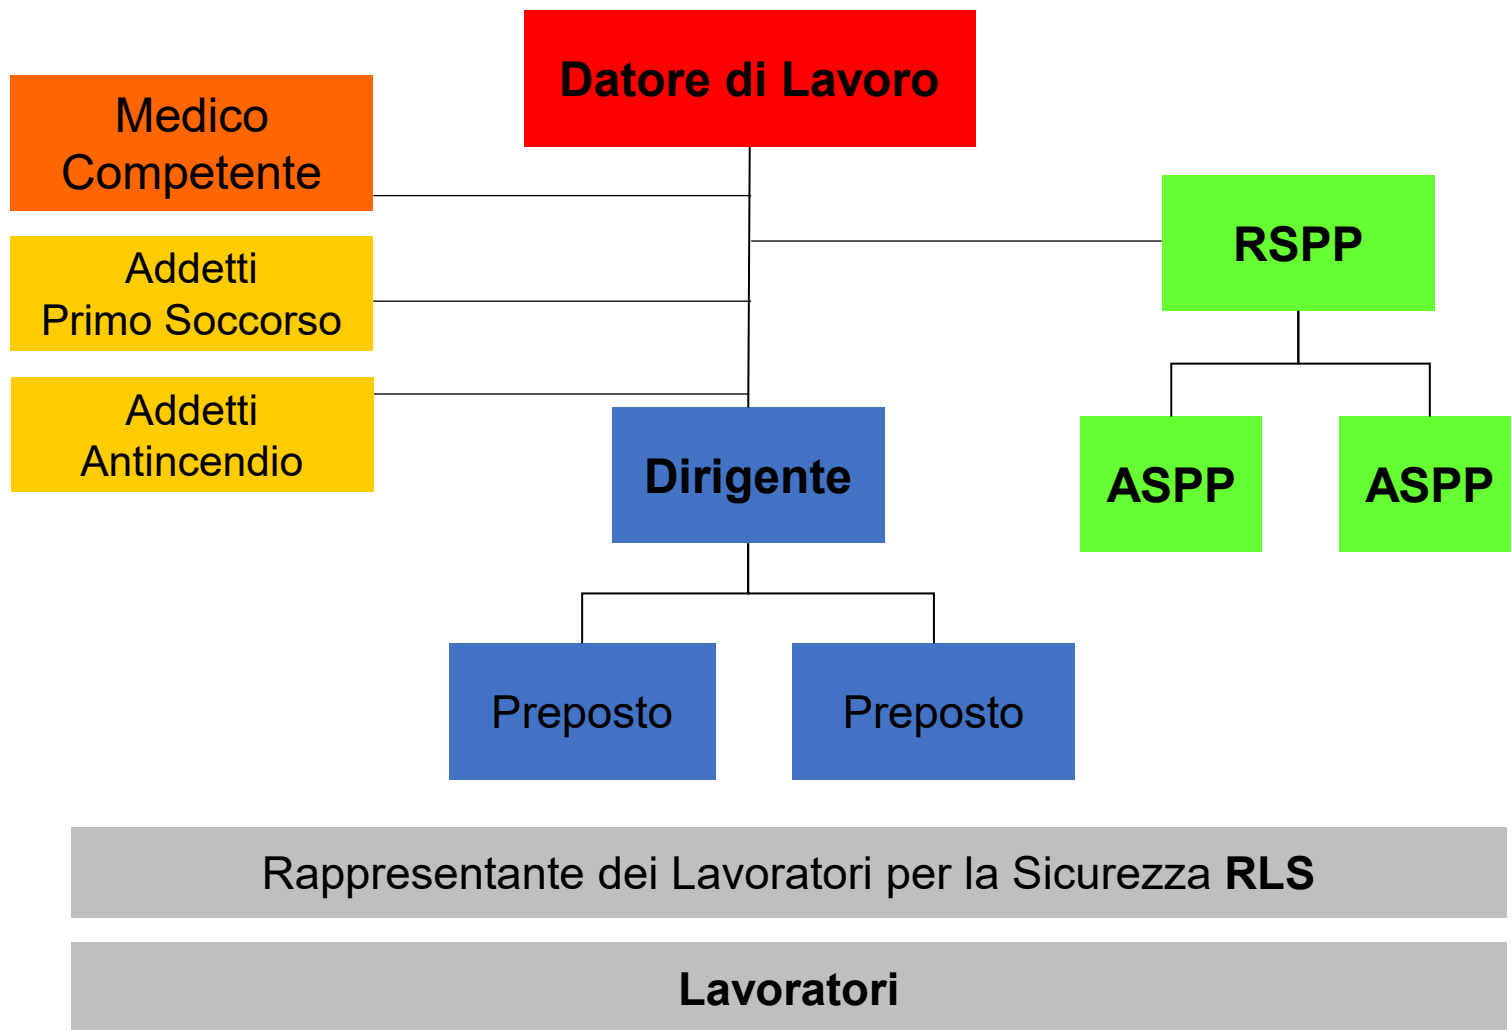 Datore di Lavoro
Medico
Competente
Addetti
Primo Soccorso
Addetti
Antincendio
RSPP
ASPP
ASPP
Dirigente
Preposto
Preposto
Rappresentante dei Lavoratori per la Sicurezza RLS
Lavoratori